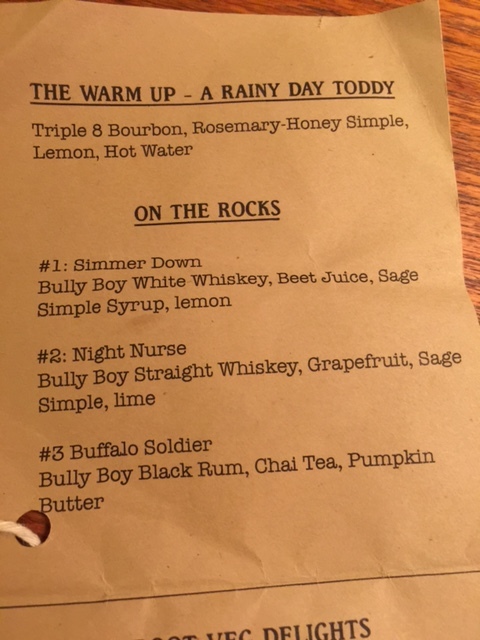 THE WARM UP - A RAINY DAY TODDY
Triple 8 Bourbon, Rosemary-Honey Simple,
Lemon, Hot Water
ON THE ROCKS
#1: Simmer Down
Bully Boy White Whiskey, Beet Juice, Sage
Simple Syrup, lemon
#2: Night Nurse
Bully Boy Straight Whiskey, Grapefruit, Sage
Simple, lime
#3 Buffalo Soldier
Bully Boy Black Rum, Chai Tea, Pumpkin
Butter
VEG DELIGHTS